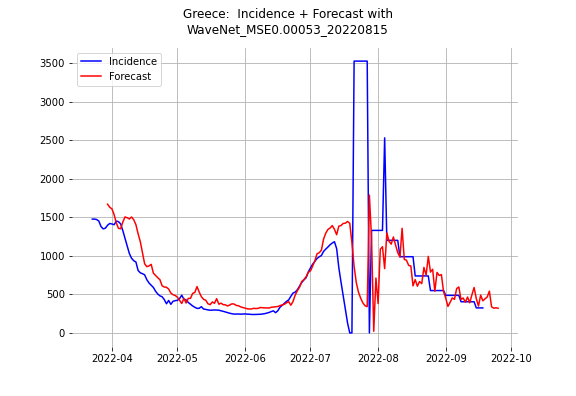 Greece:  Incidence + Forecast with
WaveNet_MSE0.00053_20220815
Incidence
Forecast
3500
3000
2500
2000
1500
1000
500
0
2022-04 2022-05 2022-06 2022-07 2022-08 2022-09 2022-10